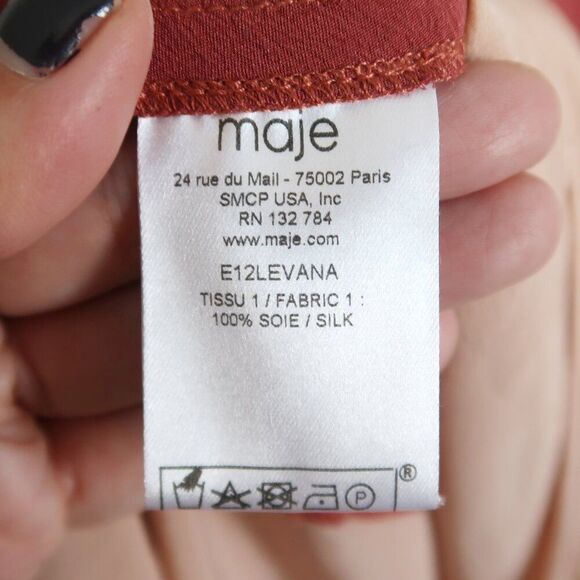 maje
24 rue du Mail - 75002 Paris
SMCP USA, Inc
RN 132 784
www.maje.com
E12LEVANA
TISSU 1 / FABRIC 1 :
100% SOIE / SILK
P ®